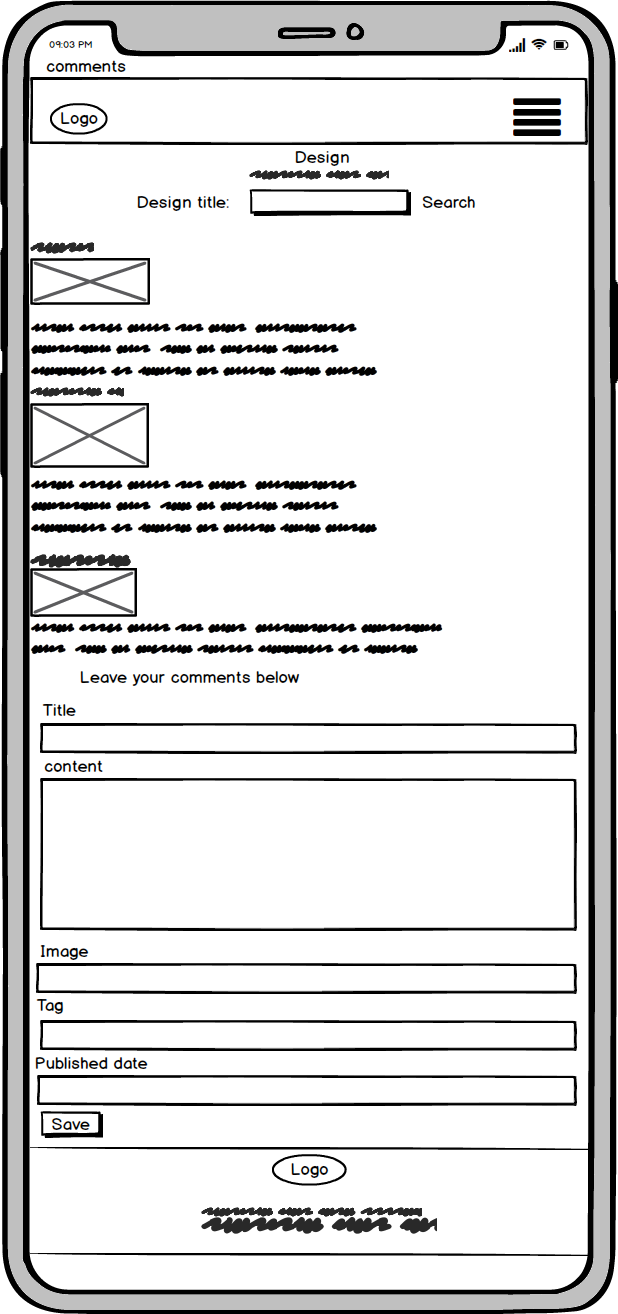 09:03 PM
comments
Logo
Design
Design title: Search
Leave your comments below
Title
content
Image
Tag
Published date
Save
Logo